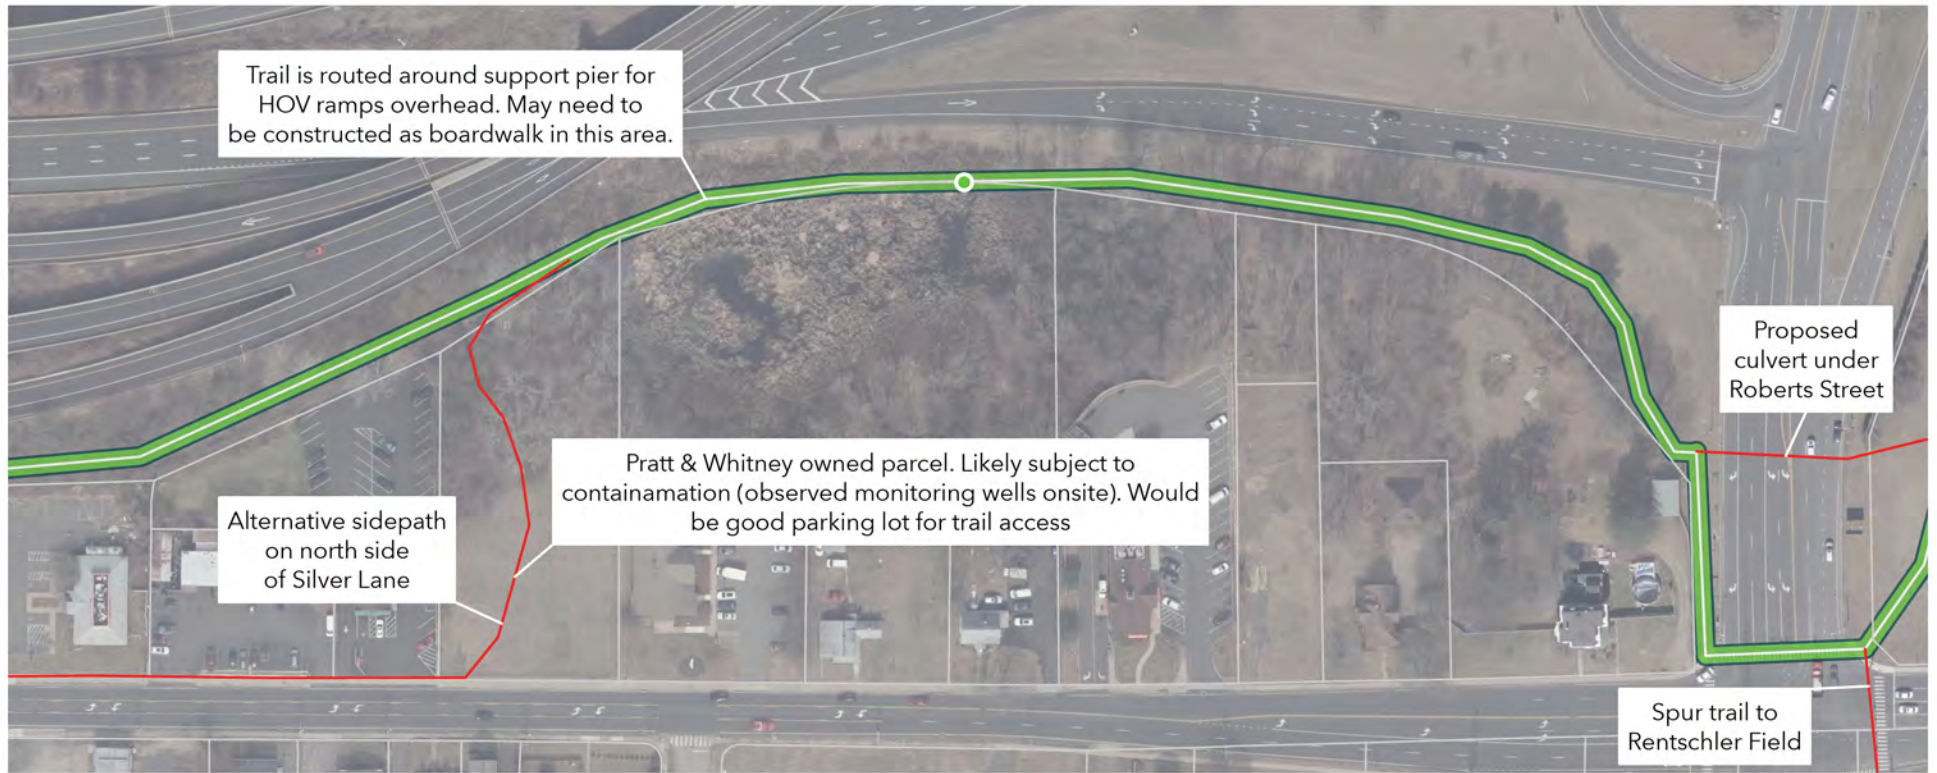 Trail is routed around support pier for
HOV ramps overhead. May need to
be constructed as boardwalk in this area.
Proposed
culvert under
Roberts Street
Pratt & Whitney owned parcel. Likely subject to
containamation (observed monitoring wells onsite). Would
be good parking lot for trail access
Alternative sidepath
on north side
of Silver Lane
Spur trail to
Rentschler Field